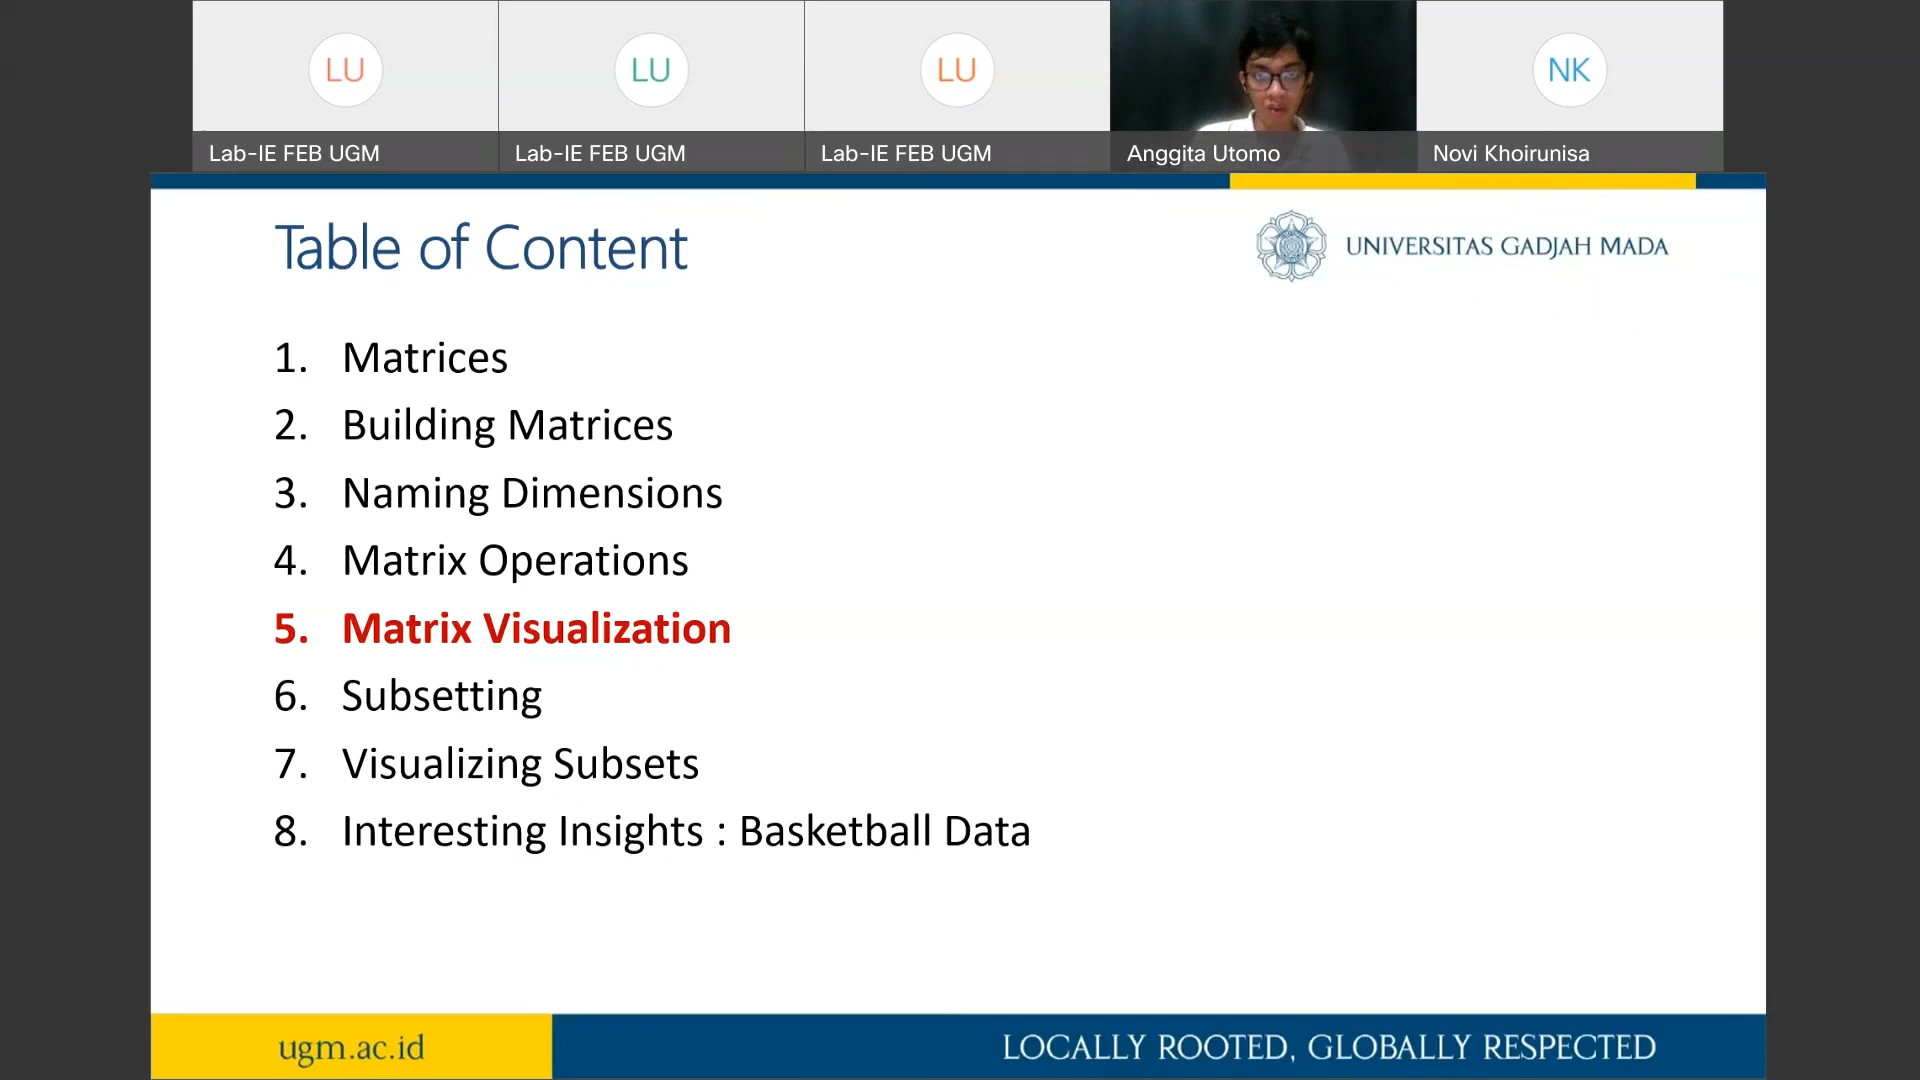 LU
LU
LU
NK
Lab-IE FEB UGM
Lab-IE FEB UGM
Lab-IE FEB UGM
Anggita Utomo
Novi Khoirunisa
Table of Content
UNIVERSITAS GADJAH MADA
1. Matrices
2. Building Matrices
3. Naming Dimensions
4. Matrix Operations
5. Matrix Visualization
6. Subsetting
7. Visualizing Subsets
8. Interesting Insights : Basketball Data
ugm.ac.id
LOCALLY ROOTED, GLOBALLY RESPECTED